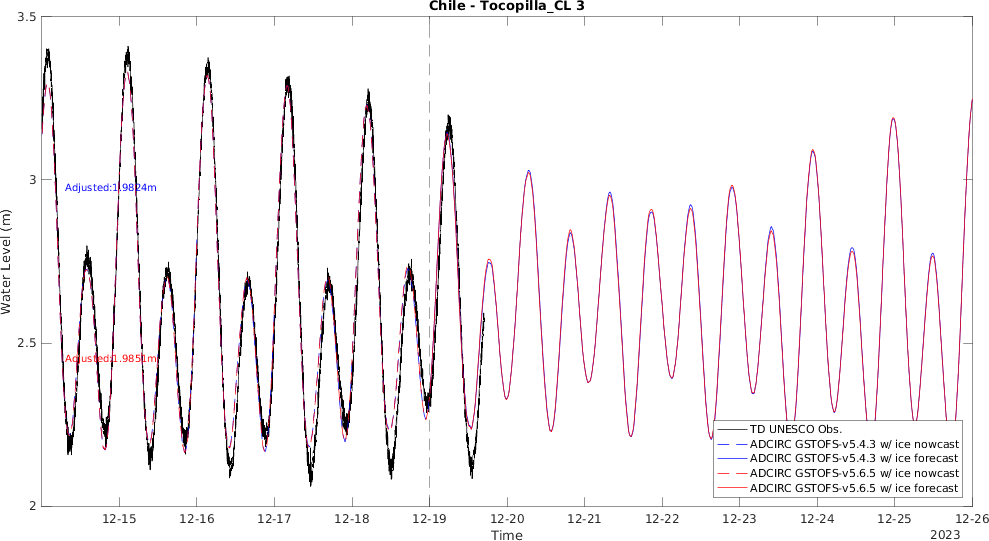 Chile - Tocopilla_CL 3
3.5
3
2.5
2
Water Level (m)
Adjusted:1.9824m
Adjusted:1.9851m
TD UNESCO Obs.
ADCIRC GSTOFS-v5.4.3 w/ ice nowcast
ADCIRC GSTOFS-v5.4.3 w/ ice forecast
ADCIRC GSTOFS-v5.6.5 w/ ice nowcast
ADCIRC GSTOFS-v5.6.5 w/ ice forecast
12-15 12-16 12-17 12-18 12-19 12-20 12-21 12-22 12-23 12-24 12-25 12-26
Time
2023